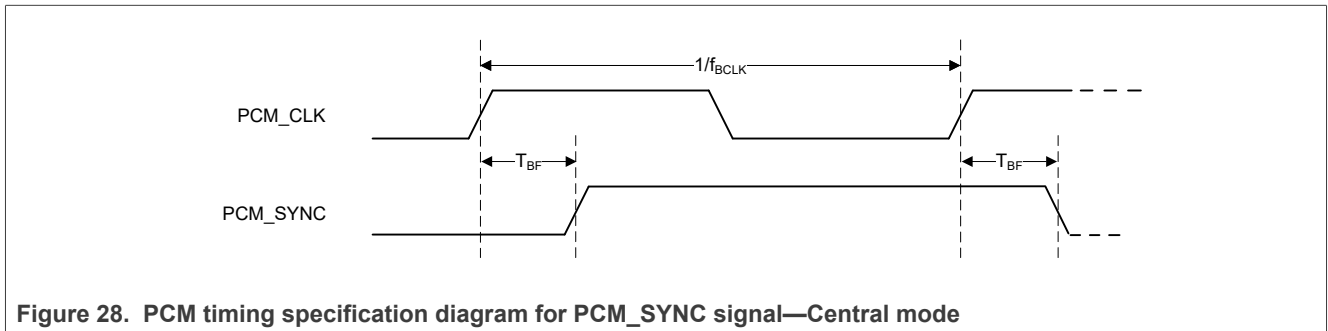 1/fBCLK
PCM_CLK
TBF
TBF
PCM_SYNC
Figure 28. PCM timing specification diagram for PCM_SYNC signal—Central mode